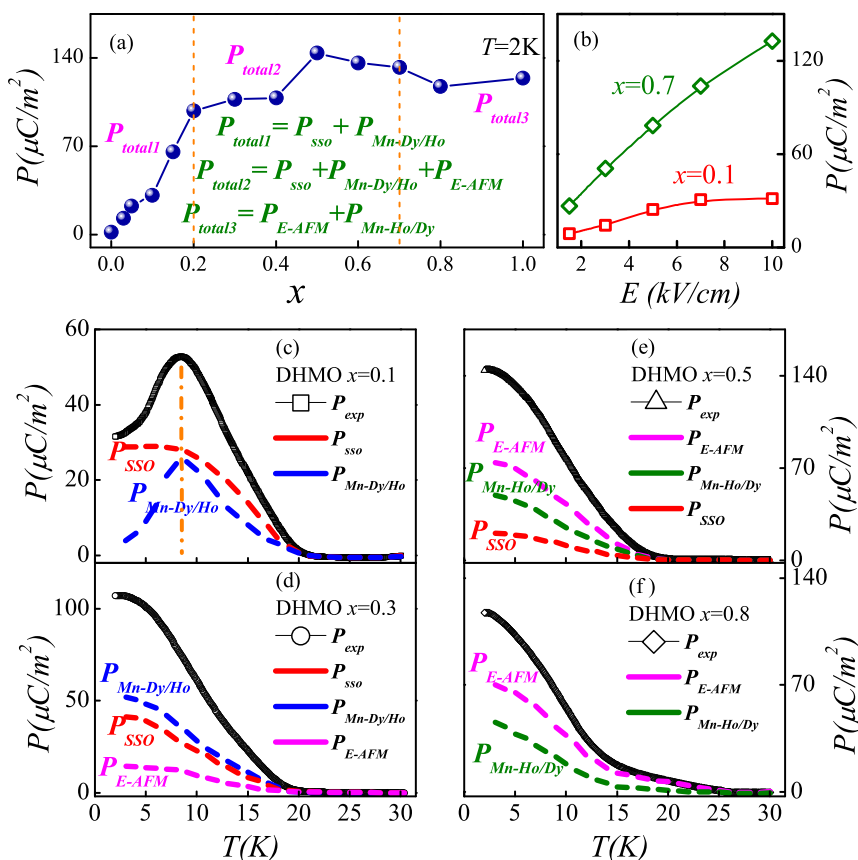 (a)
T=2K
P_total2
P_total1
P_total3
P_total1 = P_sso + P_Mn-Dy/Ho
P_total2 = P_sso + P_Mn-Dy/Ho + P_E-AFM
P_total3 = P_E-AFM + P_Mn-Ho/Dy
P(μC/m²)
140
70
0
0.0 0.2 0.4 0.6 0.8 1.0
x
(b)
x=0.7
x=0.1
120
60
0
P(μC/m²)
2 4 6 8 10
E (kV/cm)
(c)
DHMO x=0.1
P_exp
P_sso
P_Mn-Dy/Ho
P_SSO
P_Mn-Dy/Ho
P(μC/m²)
60
40
20
0
(e)
DHMO x=0.5
P_exp
P_E-AFM
P_Mn-Ho/Dy
P_SSO
P_E-AFM
P_Mn-Ho/Dy
P_SSO
140
70
0
P(μC/m²)
(d)
DHMO x=0.3
P_exp
P_sso
P_Mn-Dy/Ho
P_E-AFM
P_Mn-Dy/Ho
P_SSO
P_E-AFM
P(μC/m²)
100
50
0
0 5 10 15 20 25 30
T(K)
(f)
DHMO x=0.8
P_exp
P_E-AFM
P_Mn-Ho/Dy
P_E-AFM
P_Mn-Ho/Dy
140
70
0
P(μC/m²)
0 5 10 15 20 25 30
T(K)